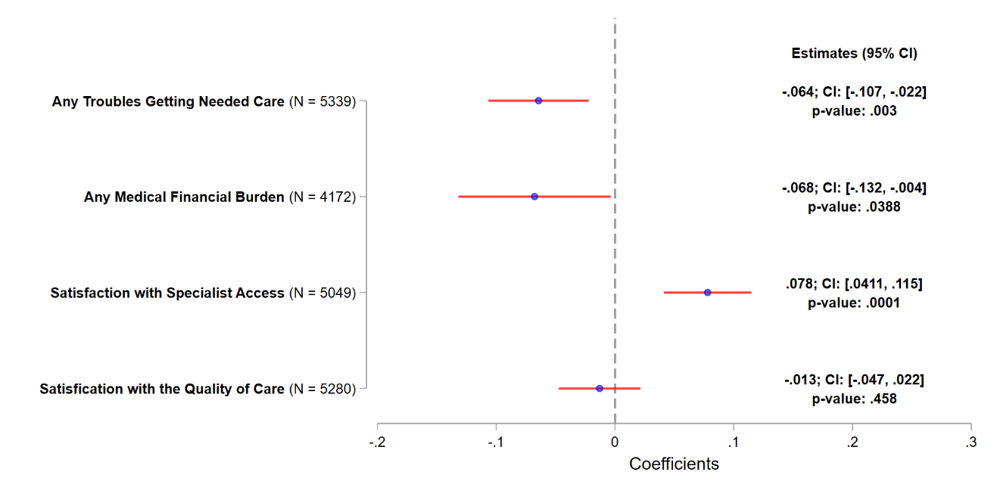 Estimates (95% CI)
Any Troubles Getting Needed Care (N = 5339)
-.064; CI: [-.107, -.022]
p-value: .003
Any Medical Financial Burden (N = 4172)
-.068; CI: [-.132, -.004]
p-value: .0388
Satisfaction with Specialist Access (N = 5049)
.078; CI: [.0411, .115]
p-value: .0001
Satisfication with the Quality of Care (N = 5280)
-.013; CI: [-.047, .022]
p-value: .458
-.2 -.1 0 .1 .2 .3
Coefficients